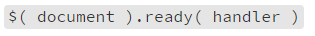 $( document ).ready( handler )